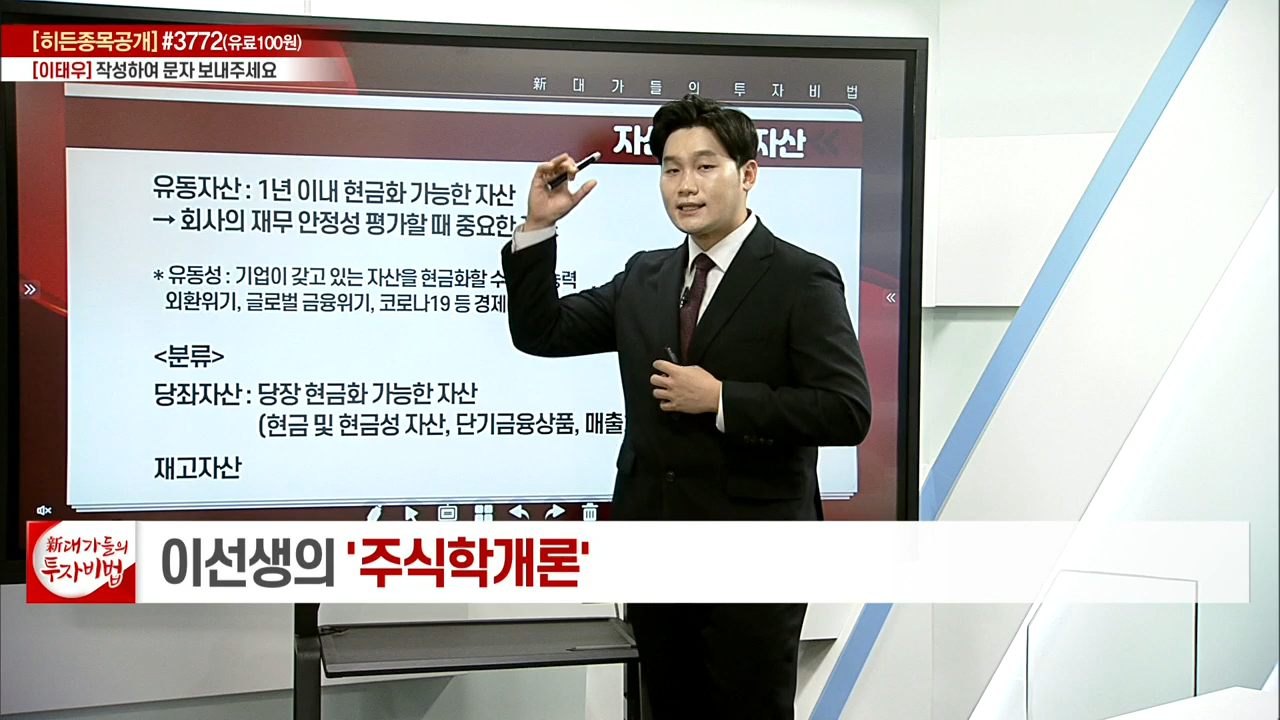 [히든종목공개] #3772(유료100원)
[이태우] 작성하여 문자 보내주세요
新 대 가 들 의 투 자 비 법
자산
유동자산 : 1년 이내 현금화 가능한 자산
→ 회사의 재무 안정성 평가할 때 중요한
* 유동성 : 기업이 갖고 있는 자산을 현금화할 수
외환위기, 글로벌 금융위기, 코로나19 등 경제
<분류>
당좌자산 : 당장 현금화 가능한 자산
(현금 및 현금성 자산, 단기금융상품, 매출
재고자산
新대가들의
투자비법
이선생의 '주식학개론'